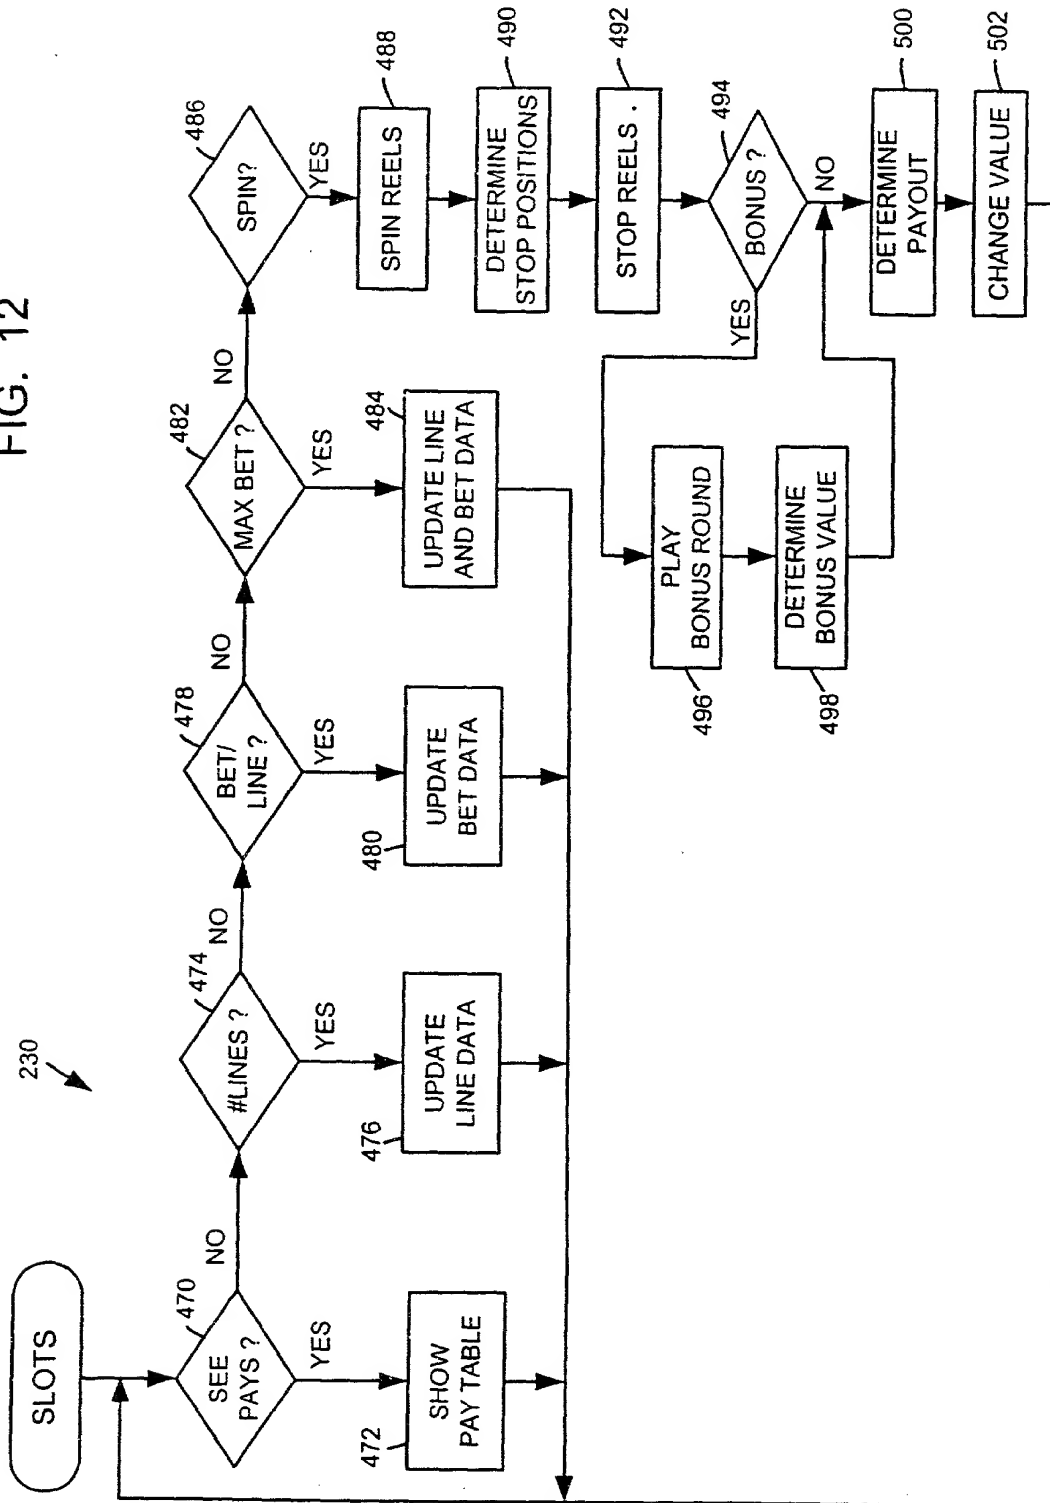 FIG. 12
230
SLOTS
470
SEE
PAYS ?
NO
YES
472
SHOW
PAY TABLE
474
#LINES ?
NO
YES
476
UPDATE
LINE DATA
478
BET/
LINE ?
NO
YES
480
UPDATE
BET DATA
482
MAX BET ?
NO
YES
484
UPDATE LINE
AND BET DATA
486
SPIN?
YES
488
SPIN REELS
490
DETERMINE
STOP POSITIONS
492
STOP REELS .
494
BONUS ?
YES
NO
496
PLAY
BONUS ROUND
498
DETERMINE
BONUS VALUE
500
DETERMINE
PAYOUT
502
CHANGE VALUE